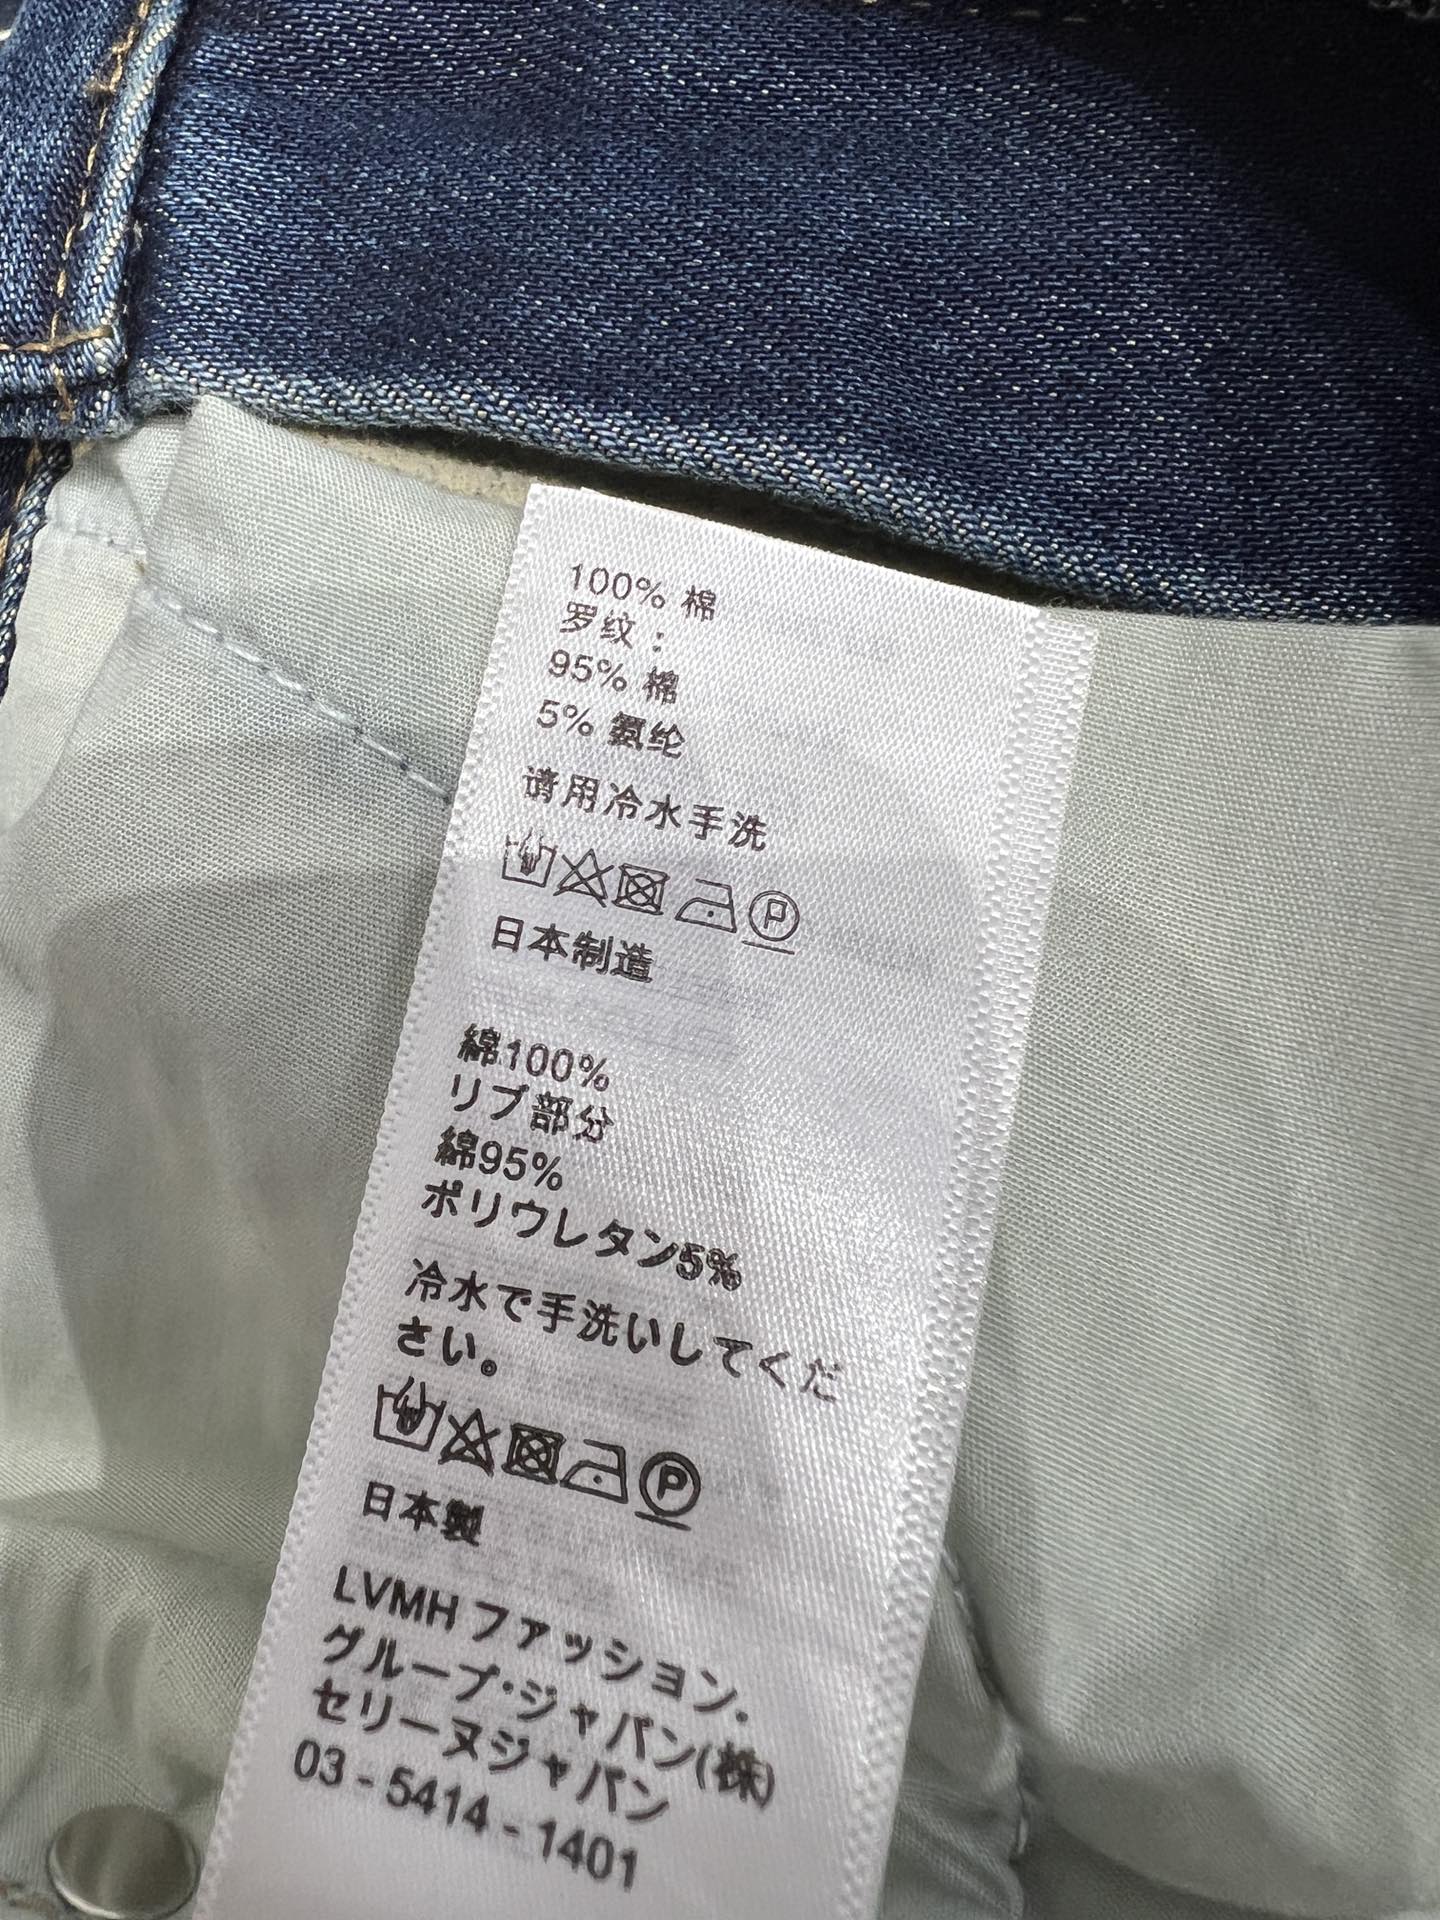 100% 棉
罗纹：
95% 棉
5% 氨纶
请用冷水手洗
P
日本制造
綿100%
リブ部分
綿95%
ポリウレタン5%
冷水で手洗いしてくだ
さい。
P
日本製
LVMH ファッション・
グループ・ジャパン(株)
セリーヌジャパン
03 - 5414 - 1401